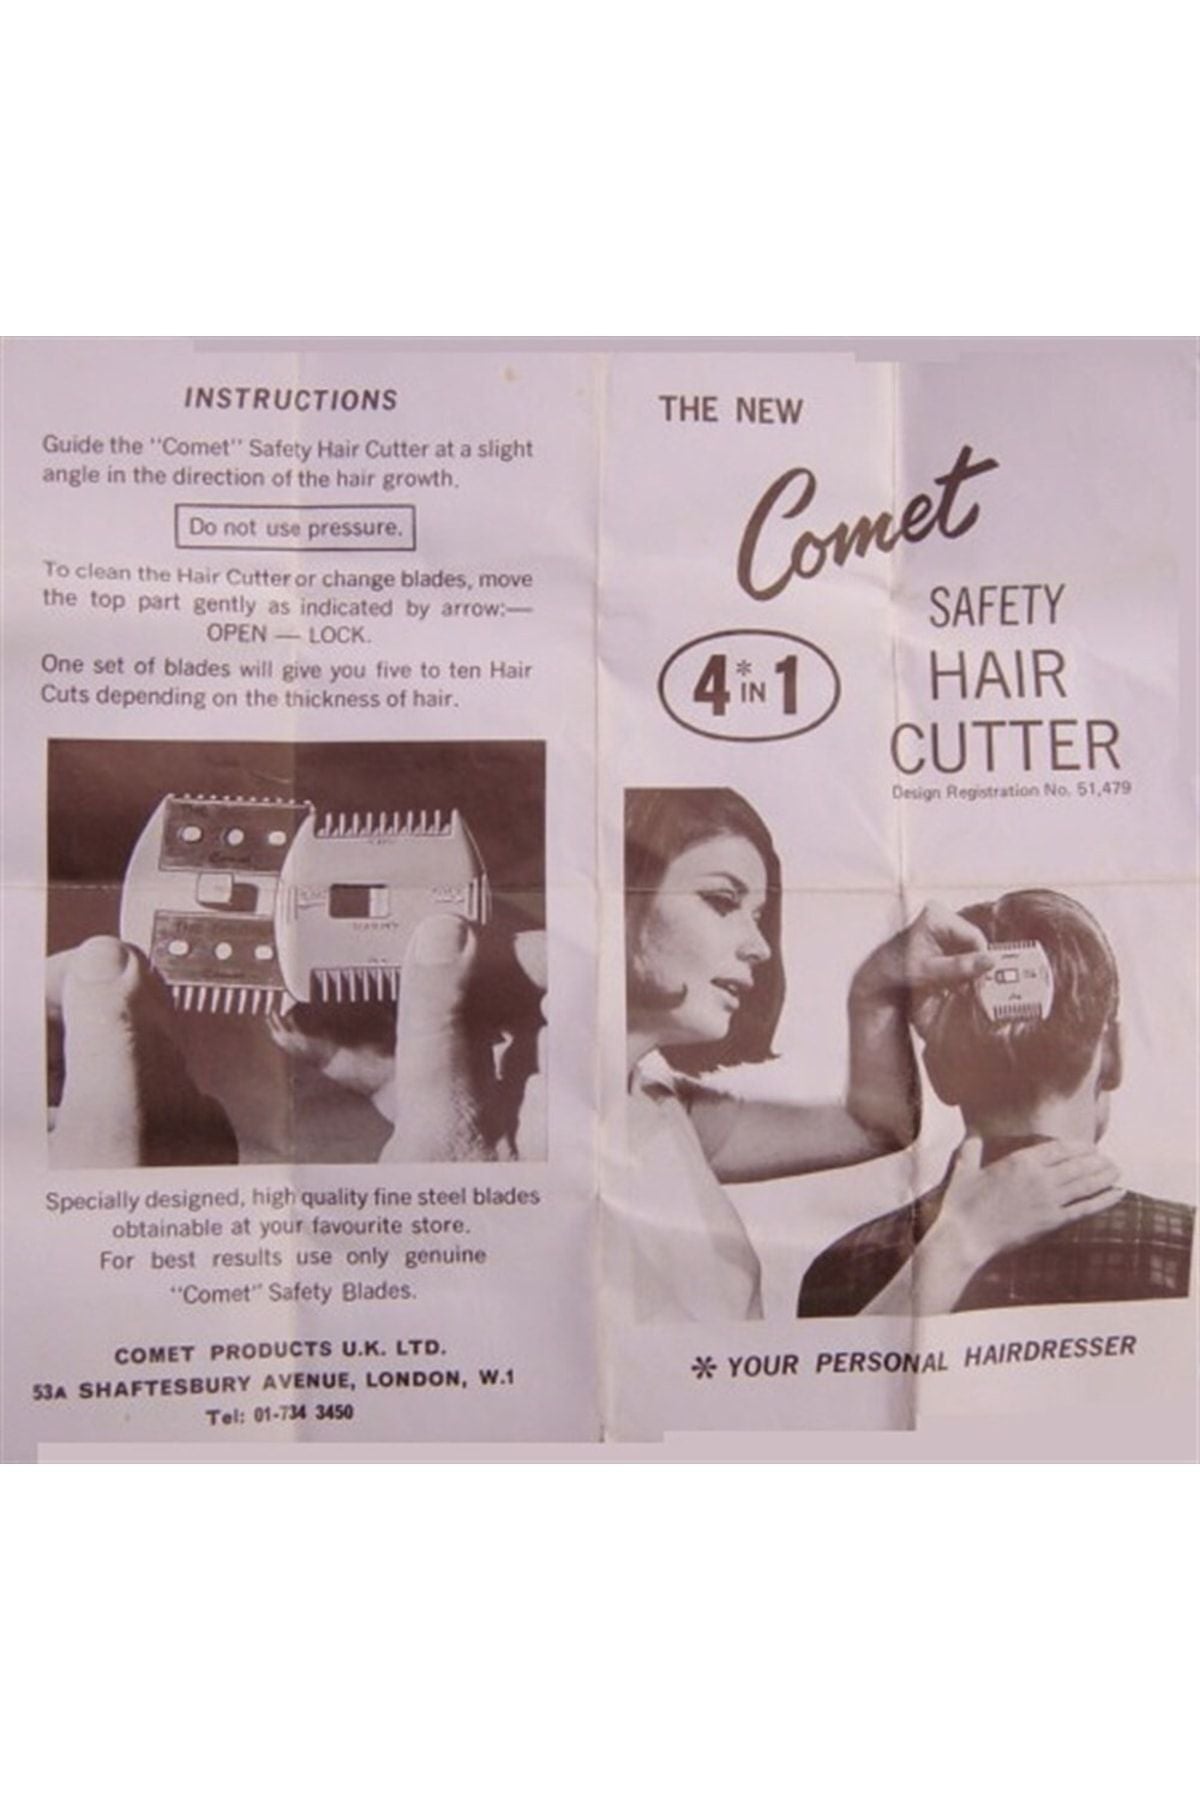 INSTRUCTIONS
Guide the "Comet" Safety Hair Cutter at a slight
angle in the direction of the hair growth.
Do not use pressure.
To clean the Hair Cutter or change blades, move
the top part gently as indicated by arrow:—
OPEN — LOCK.
One set of blades will give you five to ten Hair
Cuts depending on the thickness of hair.
Comet
Specially designed, high quality fine steel blades
obtainable at your favourite store.
For best results use only genuine
"Comet" Safety Blades.
COMET PRODUCTS U.K. LTD.
53A SHAFTESBURY AVENUE, LONDON, W.1
Tel: 01-734 3450
THE NEW
Comet
SAFETY
HAIR
CUTTER
4 * IN 1
Design Registration No. 51,479
* YOUR PERSONAL HAIRDRESSER